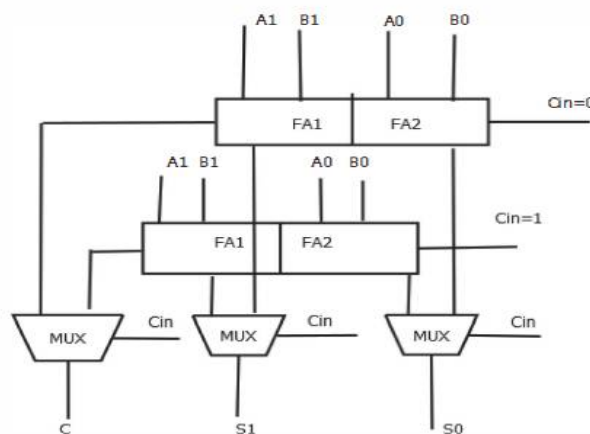 A1 B1 A0 B0
FA1 FA2 Cin=0
A1 B1 A0 B0
Cin=1
FA1 FA2
MUX Cin MUX Cin MUX Cin
C S1 S0